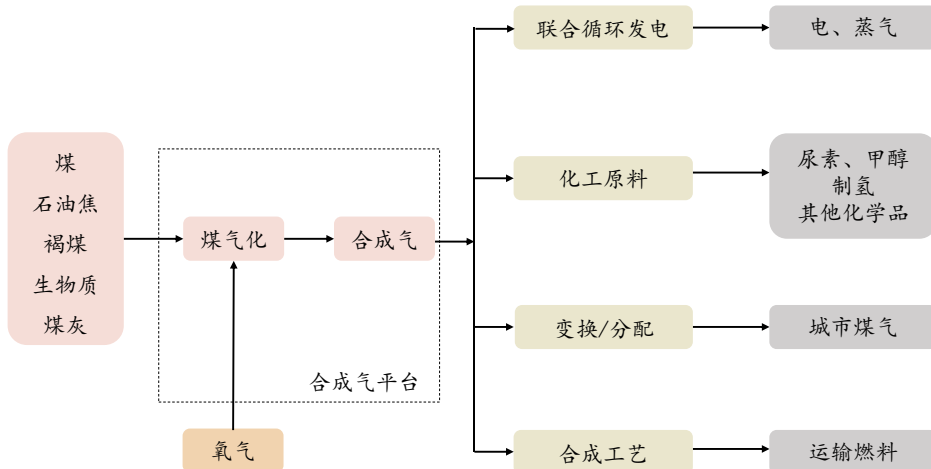 联合循环发电
电、蒸气
煤
石油焦
褐煤
生物质
煤灰
煤气化
合成气
化工原料
尿素、甲醇
制氢
其他化学品
变换/分配
城市煤气
合成气平台
氧气
合成工艺
运输燃料